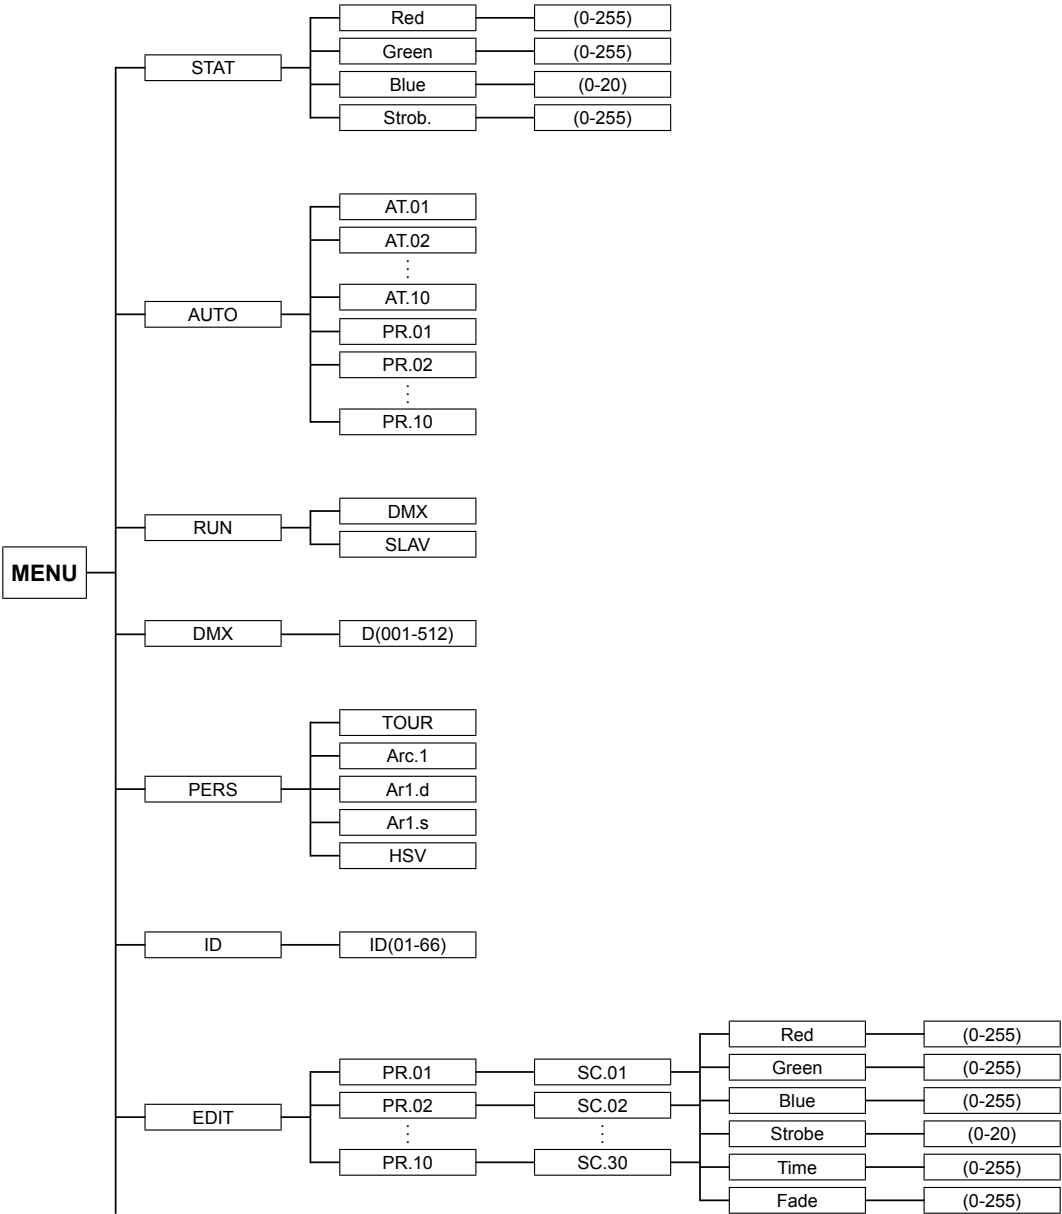 Red (0-255)
Green (0-255)
STAT
Blue (0-20)
Strob. (0-255)
AT.01
AT.02
AT.10
AUTO
PR.01
PR.02
PR.10
DMX
RUN
SLAV
MENU
DMX D(001-512)
TOUR
Arc.1
PERS Ar1.d
Ar1.s
HSV
ID ID(01-66)
Red (0-255)
PR.01 SC.01 Green (0-255)
EDIT PR.02 SC.02 Blue (0-255)
Strobe (0-20)
PR.10 SC.30 Time (0-255)
Fade (0-255)